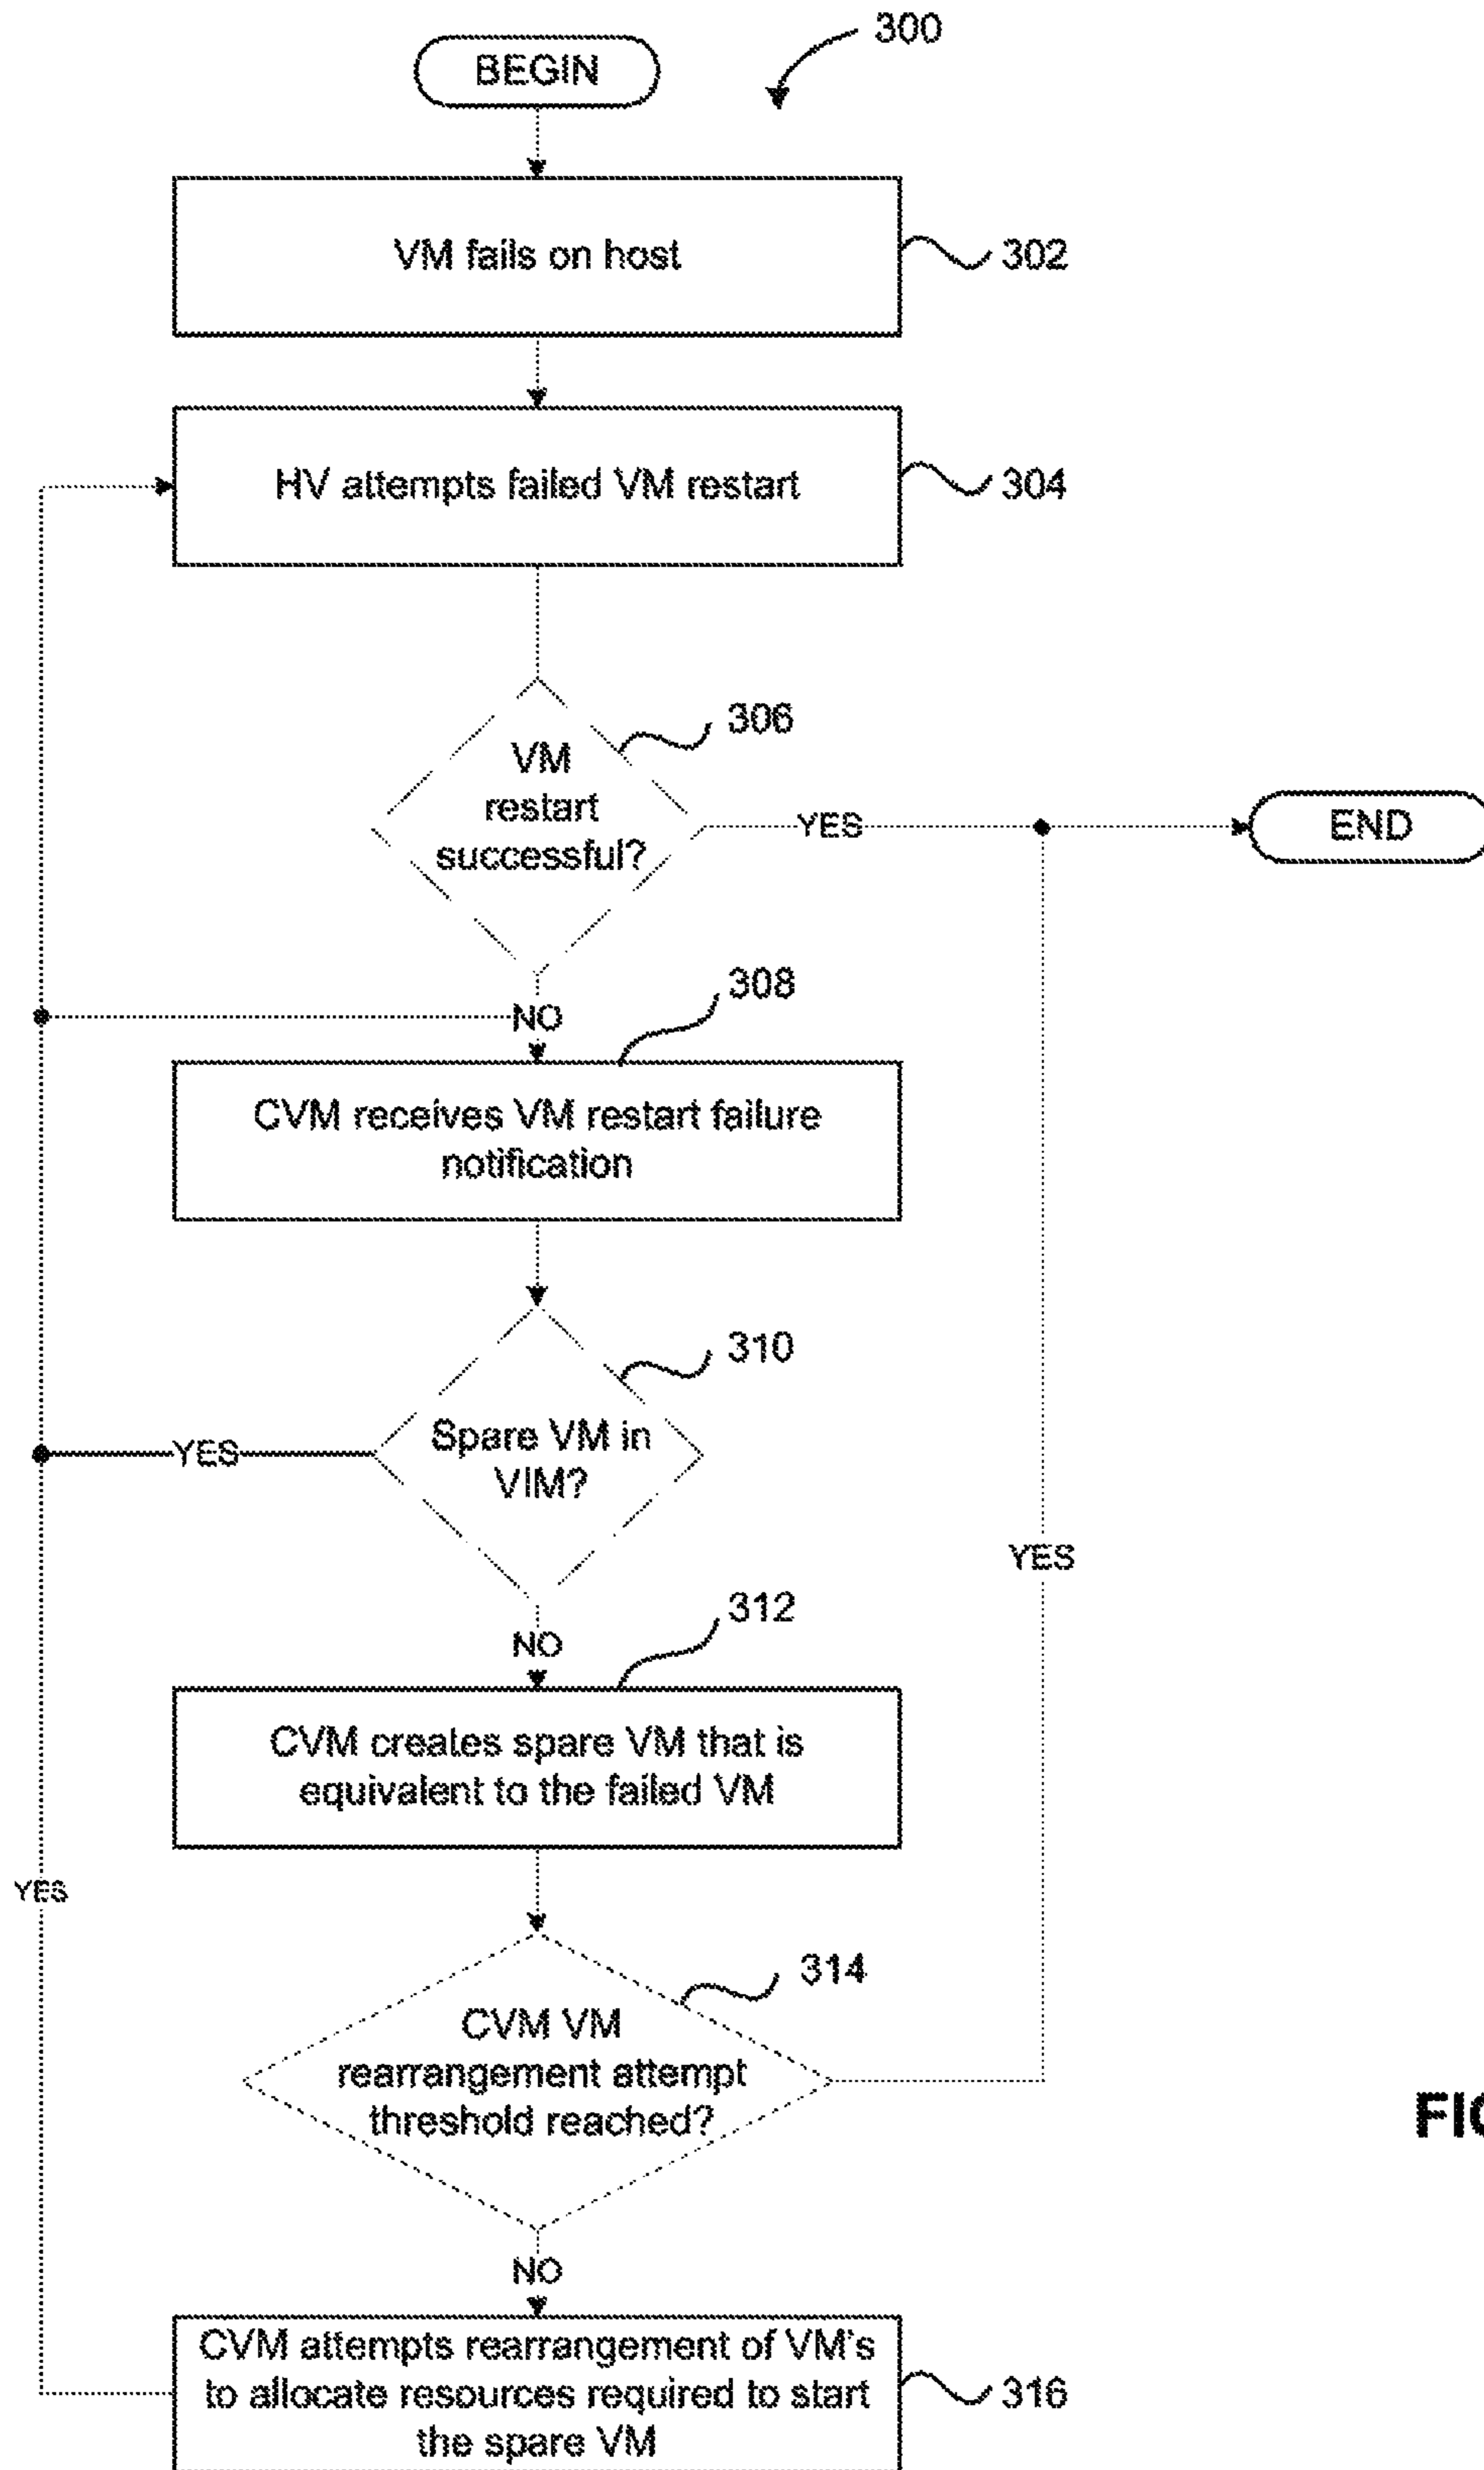 300
BEGIN
VM fails on host
302
HV attempts failed VM restart
304
306
VM
restart
successful?
YES
END
NO
308
CVM receives VM restart failure
notification
310
Spare VM in
VIM?
YES
YES
NO
312
CVM creates spare VM that is
equivalent to the failed VM
YES
314
CVM VM
rearrangement attempt
threshold reached?
FIG
NO
CVM attempts rearrangement of VM's
to allocate resources required to start
the spare VM
316